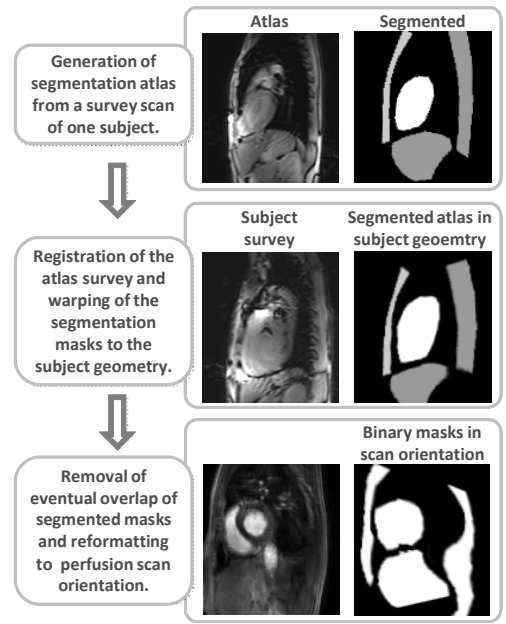 Generation of
segmentation atlas
from a survey scan
of one subject.
Atlas
Segmented
Registration of the
atlas survey and
warping of the
segmentation
masks to the
subject geometry.
Subject
survey
Segmented atlas in
subject geoemtry
Removal of
eventual overlap of
segmented masks
and reformatting
to perfusion scan
orientation.
Binary masks in
scan orientation